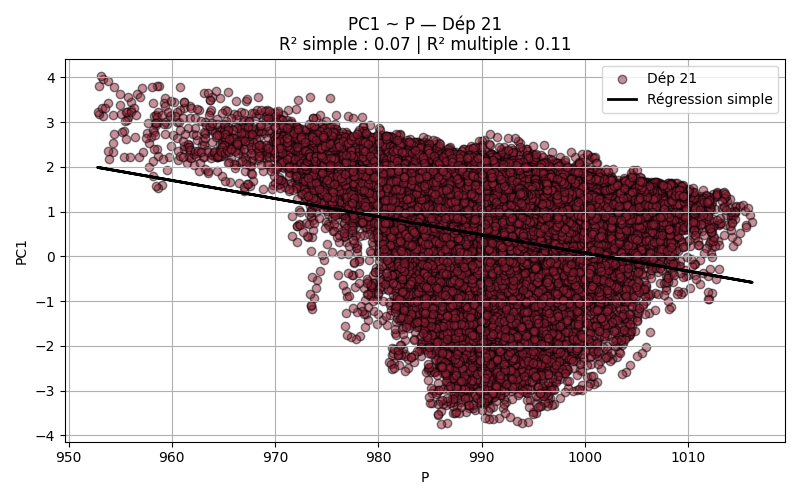 PC1 ~ P — Dép 21
R² simple : 0.07 | R² multiple : 0.11
Dép 21
Régression simple
4
3
2
1
0
−1
−2
−3
−4
PC1
950
960
970
980
990
1000
1010
P